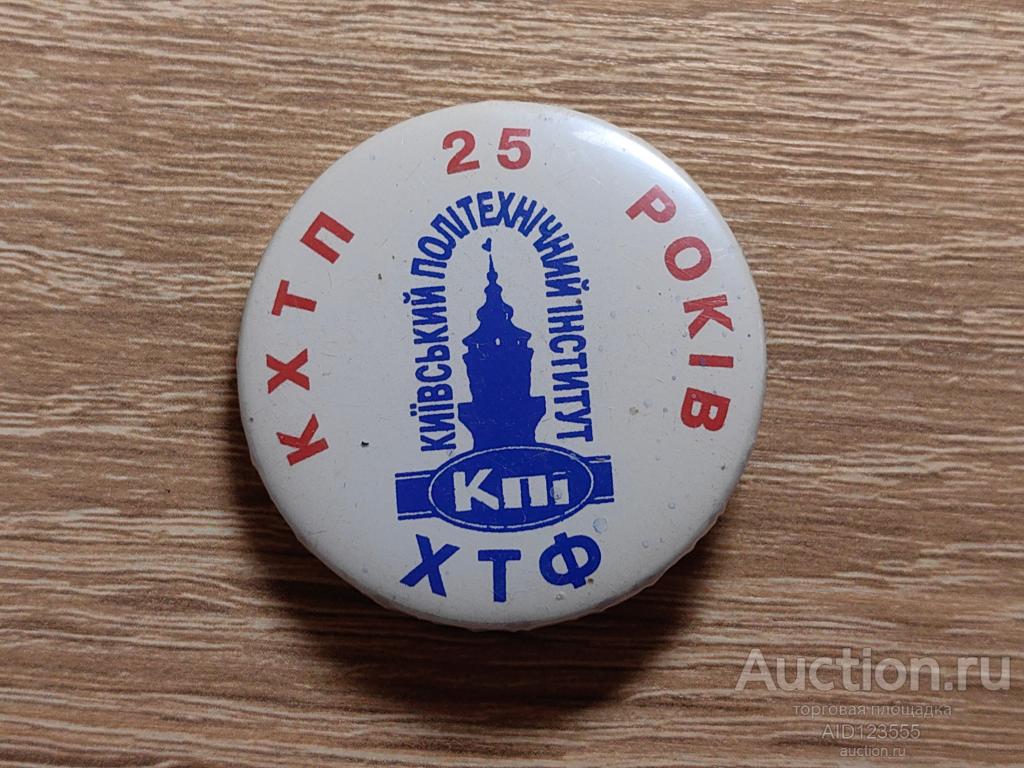 КХТП 25 РОКІВ
КИЇВСЬКИЙ ПОЛІТЕХНІЧНИЙ ІНСТИТУТ
КПІ
ХТФ
Auction.ru
торговая площадка
AID123555
auction.ru